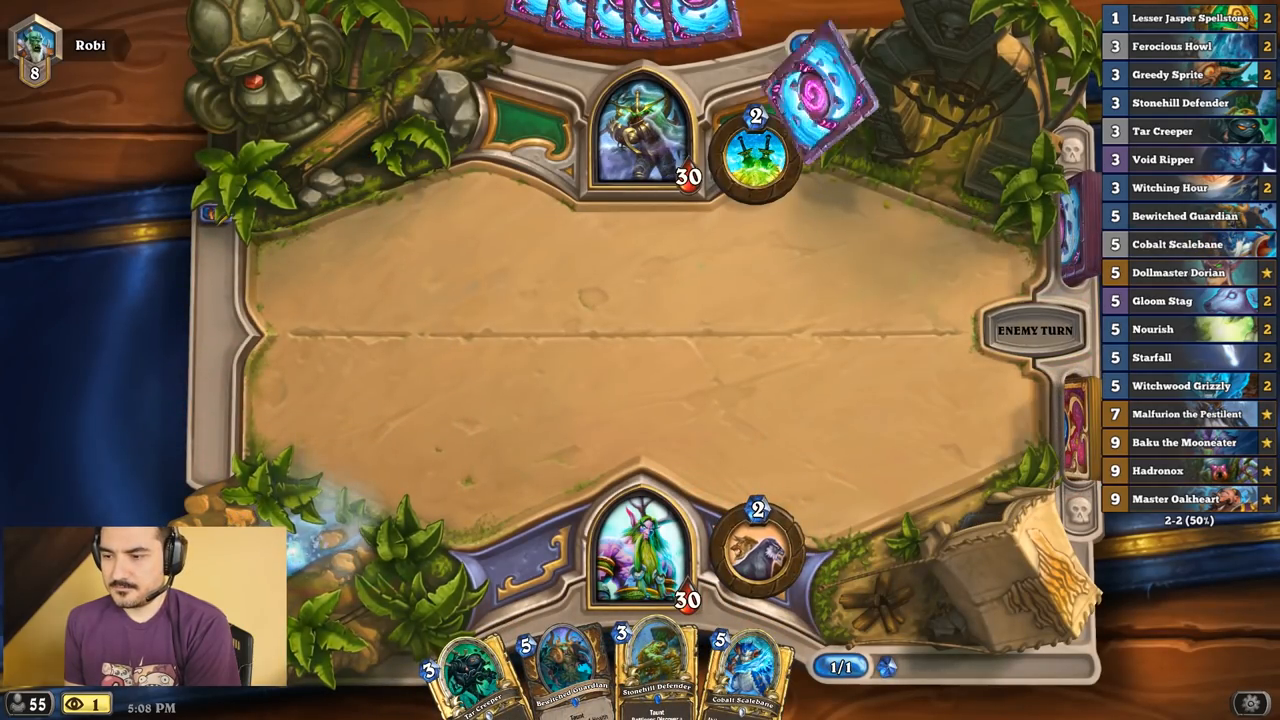 Robi
8
2
30
ENEMY TURN
2
30
3
Tar Creeper
5
Bewitched Guardian
Taunt
3
Stonehill Defender
Taunt
5
Cobalt Scalebane
1/1
1 Lesser Jasper Spellstone 2
3 Ferocious Howl 2
3 Greedy Sprite 2
3 Stonehill Defender
3 Tar Creeper 2
3 Void Ripper
3 Witching Hour 2
5 Bewitched Guardian
5 Cobalt Scalebane
5 Dollmaster Dorian
5 Gloom Stag 2
5 Nourish 2
5 Starfall 2
5 Witchwood Grizzly 2
7 Malfurion the Pestilent
9 Baku the Mooneater
9 Hadronox
9 Master Oakheart
2-2 (50%)
55
1
5:08 PM